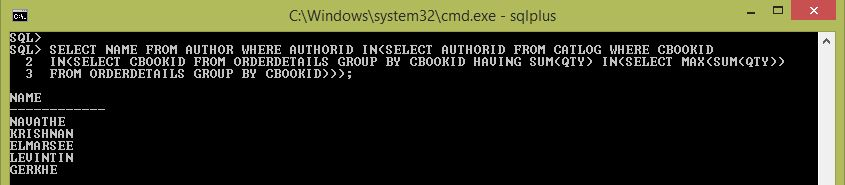 C:\Windows\system32\cmd.exe - sqlplus
SQL>
SQL> SELECT NAME FROM AUTHOR WHERE AUTHORID IN(SELECT AUTHORID FROM CATLOG WHERE CBOOKID
2 IN(SELECT CBOOKID FROM ORDERDETAILS GROUP BY CBOOKID HAVING SUM(QTY) IN(SELECT MAX(SUM(QTY))
3 FROM ORDERDETAILS GROUP BY CBOOKID)));
NAME
------------
NAVATHE
KRISHNAN
ELMARSEE
LEVINTIN
GERKHE